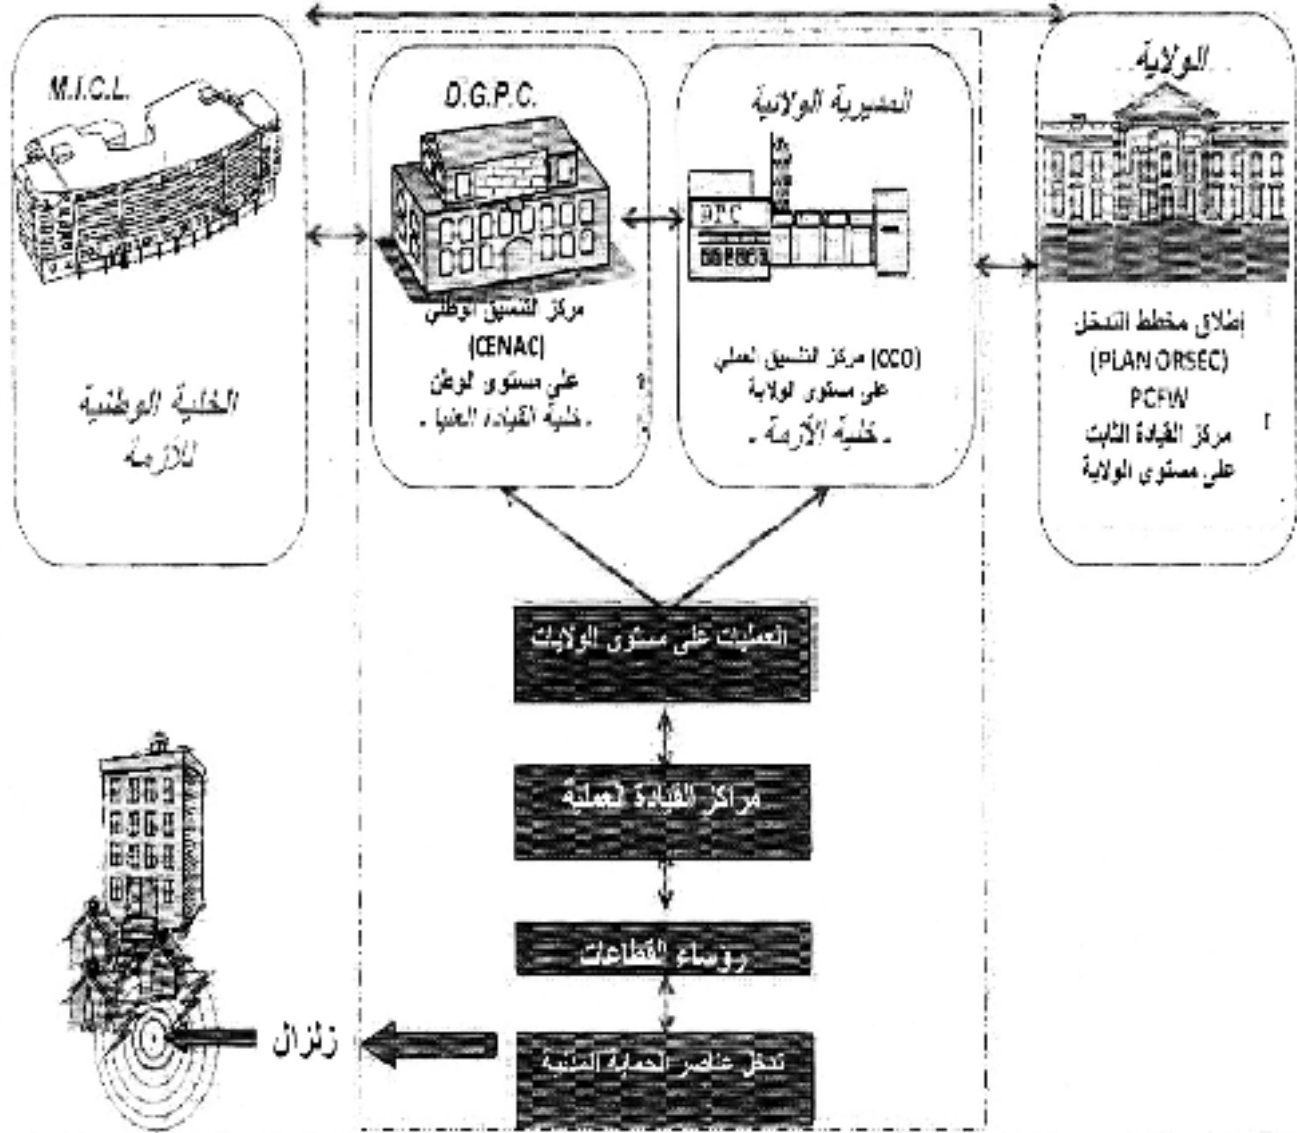 الولاية
إطلاق مخطط التدخل
(PLAN ORSEC)
PCFW
مركز القيادة الثابت
على مستوى الولاية
المديرية الولائية
DPC
(CCO) مركز التنسيق العملي
على مستوى الولاية
- خلية الأزمة -
D.G.P.C.
مركز التنسيق الوطني
(CENAC)
على مستوى الوطن
- خلية القيادة العليا -
M.I.C.L.
الخلية الوطنية
للأزمة
العمليات على مستوى الولايات
مراكز القيادة العملية
رؤساء القطاعات
تدخل عناصر الحماية المدنية
زلزال